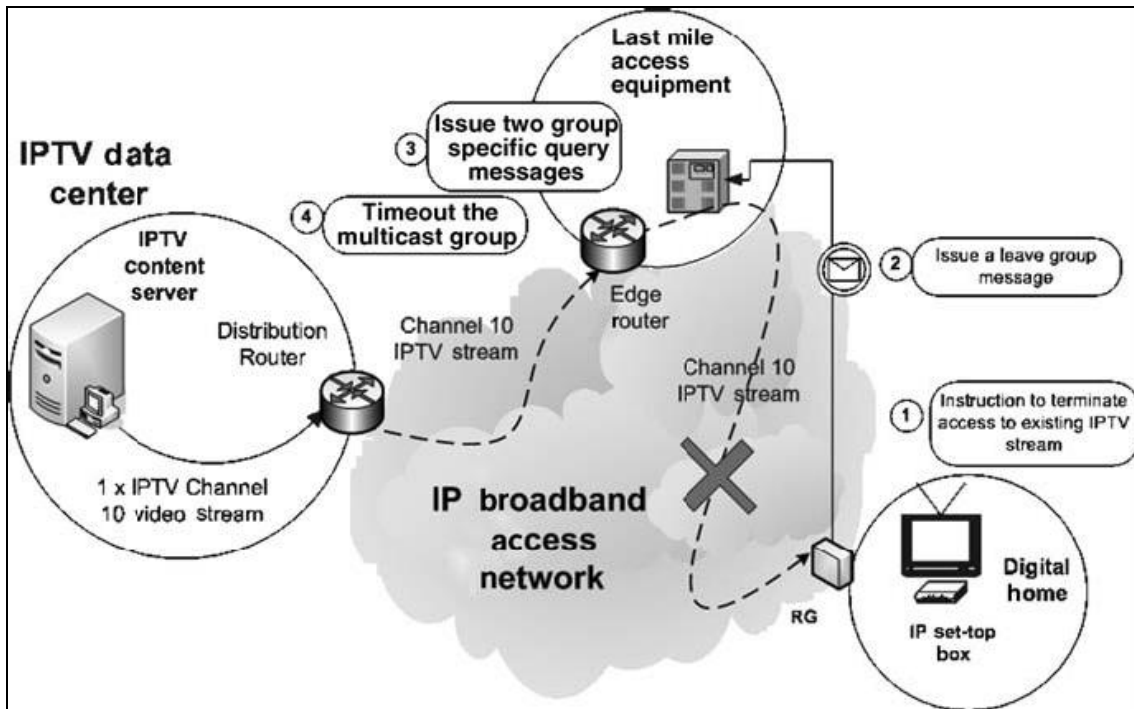 Last mile
access
equipment
3
Issue two group
specific query
messages
IPTV data
center
4
Timeout the
multicast group
IPTV
content
server
2
Issue a leave group
message
Edge
router
Distribution
Router
Channel 10
IPTV stream
Channel 10
IPTV stream
1
Instruction to terminate
access to existing IPTV
stream
1 x IPTV Channel
10 video stream
IP broadband
access
network
Digital
home
RG
IP set-top
box